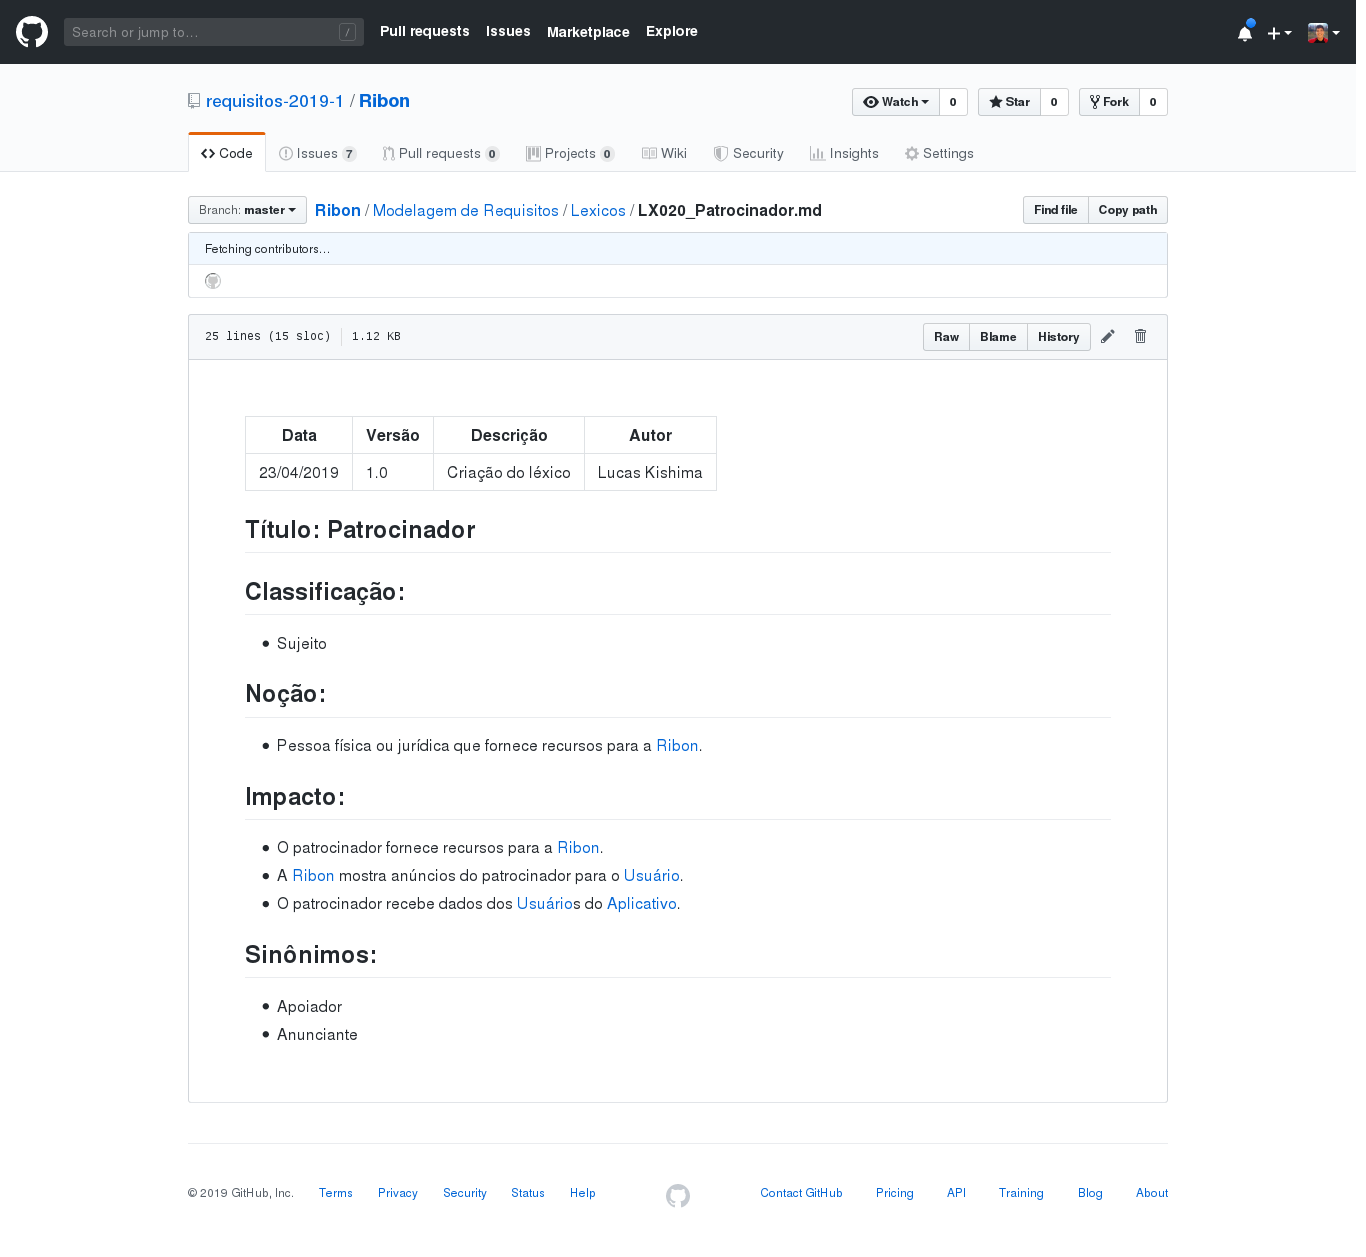 Search or jump to… / Pull requests Issues Marketplace Explore
requisitos-2019-1 / Ribon Watch 0 Star 0 Fork 0
Code Issues 7 Pull requests 0 Projects 0 Wiki Security Insights Settings
Branch: master Ribon / Modelagem de Requisitos / Lexicos / LX020_Patrocinador.md Find file Copy path
Fetching contributors…
25 lines (15 sloc) 1.12 KB Raw Blame History
Data Versão Descrição Autor
23/04/2019 1.0 Criação do léxico Lucas Kishima
Título: Patrocinador
Classificação:
Sujeito
Noção:
Pessoa física ou jurídica que fornece recursos para a Ribon.
Impacto:
O patrocinador fornece recursos para a Ribon.
A Ribon mostra anúncios do patrocinador para o Usuário.
O patrocinador recebe dados dos Usuários do Aplicativo.
Sinônimos:
Apoiador
Anunciante
© 2019 GitHub, Inc. Terms Privacy Security Status Help Contact GitHub Pricing API Training Blog About